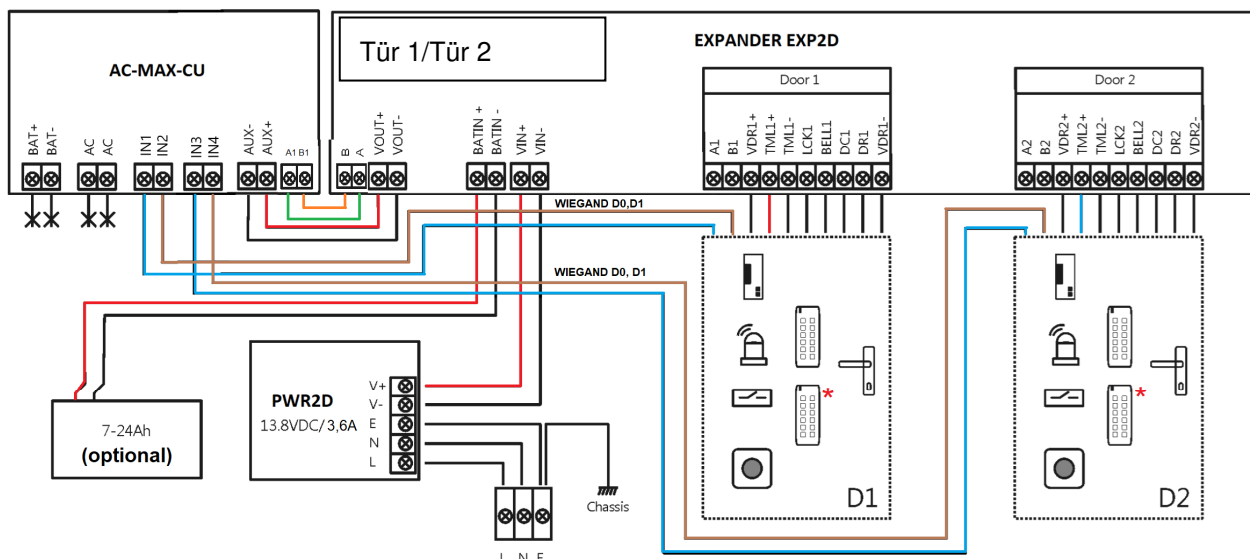 AC-MAX-CU
Tür 1/Tür 2
EXPANDER EXP2D
Door 1
Door 2
BAT+
BAT-
AC
AC
IN1
IN2
IN3
IN4
AUX-
AUX+
A1 B1
B
A
VOUT+
VOUT-
BATIN +
BATIN -
VIN+
VIN-
A1
B1
VDR1+
TML1+
TML1-
LCK1
BELL1
DC1
DR1
VDR1-
A2
B2
VDR2+
TML2+
TML2-
LCK2
BELL2
DC2
DR2
VDR2-
WIEGAND D0,D1
WIEGAND D0, D1
PWR2D
13.8VDC/ 3,6A
V+
V-
E
N
L
7-24Ah
(optional)
Chassis
*
*
D1
D2
L N E